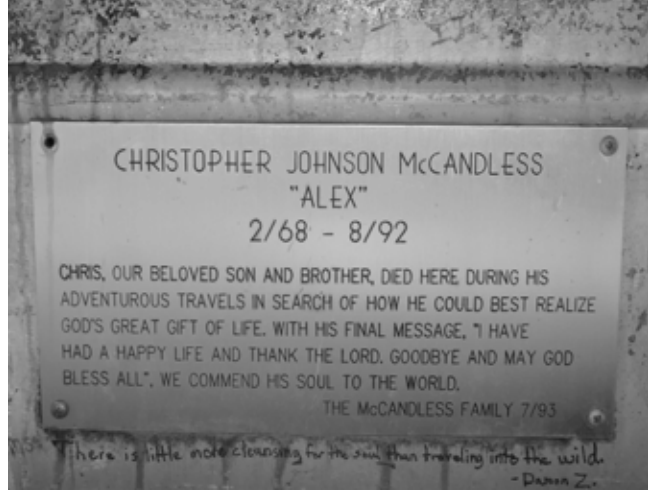 CHRISTOPHER JOHNSON McCANDLESS
"ALEX"
2/68 - 8/92
CHRIS, OUR BELOVED SON AND BROTHER, DIED HERE DURING HIS
ADVENTUROUS TRAVELS IN SEARCH OF HOW HE COULD BEST REALIZE
GOD'S GREAT GIFT OF LIFE. WITH HIS FINAL MESSAGE, "I HAVE
HAD A HAPPY LIFE AND THANK THE LORD. GOODBYE AND MAY GOD
BLESS ALL", WE COMMEND HIS SOUL TO THE WORLD.
THE McCANDLESS FAMILY 7/93
There is little more cleansing for the soul than traveling into the wild.
- Damon Z.